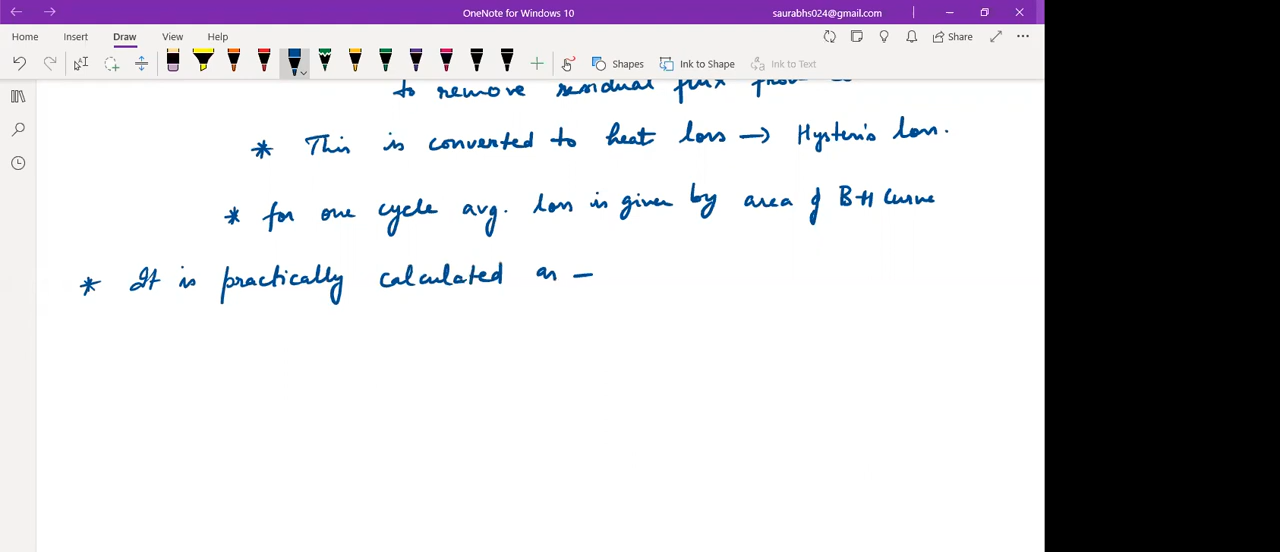 OneNote for Windows 10
saurabhs024@gmail.com
Home Insert Draw View Help
Share
Shapes Ink to Shape Ink to Text
to remove residual flux from
* This is converted to heat loss → Hysteris loss.
* for one cycle avg. loss is given by area of B-H Curve
* It is practically calculated as –